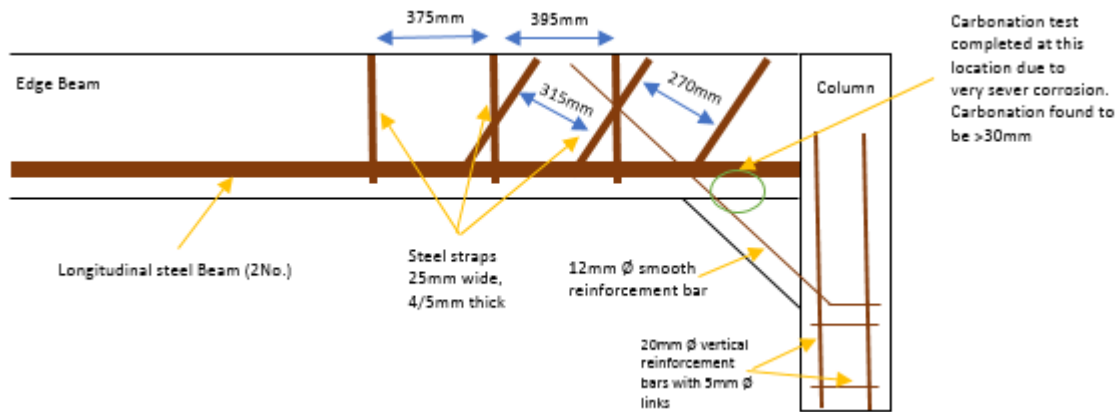 375mm
395mm
Carbonation test
completed at this
location due to
very sever corrosion.
Carbonation found to
be >30mm
Edge Beam
315mm
270mm
Column
Longitudinal steel Beam (2No.)
Steel straps
25mm wide,
4/5mm thick
12mm Ø smooth
reinforcement bar
20mm Ø vertical
reinforcement
bars with 5mm Ø
links